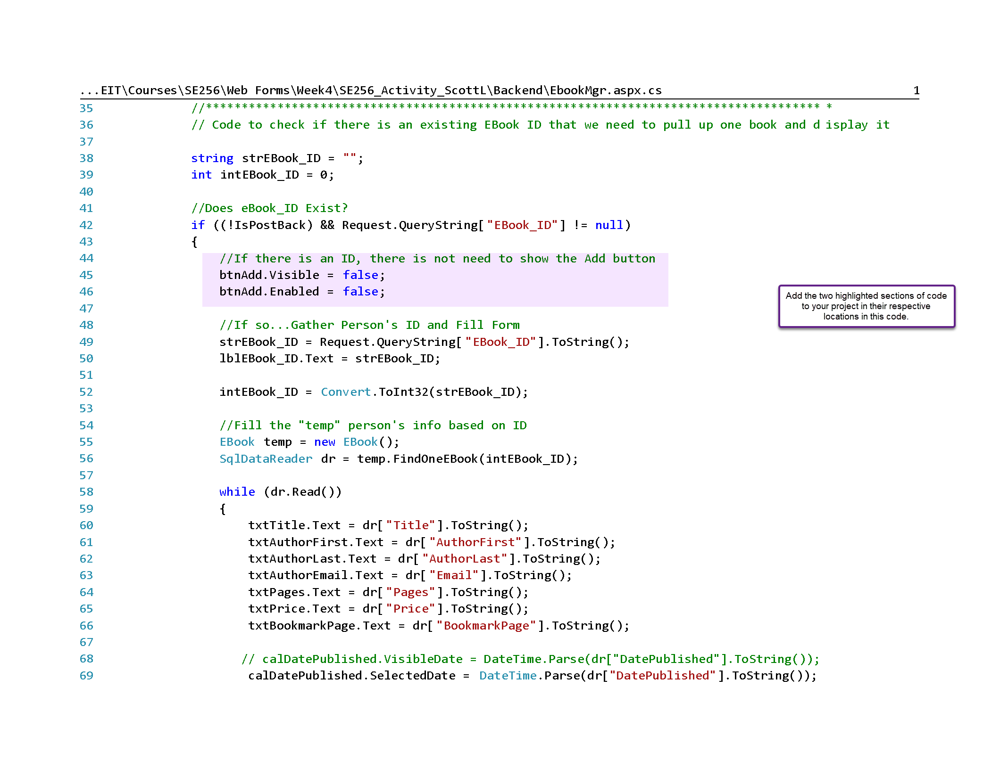 ...EIT\Courses\SE256\Web Forms\Week4\SE256_Activity_ScottL\Backend\EbookMgr.aspx.cs 1
35 //************************************************************************************** *
36 // Code to check if there is an existing EBook ID that we need to pull up one book and d isplay it
37
38 string strEBook_ID = "";
39 int intEBook_ID = 0;
40
41 //Does eBook_ID Exist?
42 if ((!IsPostBack) && Request.QueryString["EBook_ID"] != null)
43 {
44 //If there is an ID, there is not need to show the Add button
45 btnAdd.Visible = false;
46 btnAdd.Enabled = false;
Add the two highlighted sections of code
to your project in their respective
locations in this code.
47
48 //If so...Gather Person's ID and Fill Form
49 strEBook_ID = Request.QueryString["EBook_ID"].ToString();
50 lblEBook_ID.Text = strEBook_ID;
51
52 intEBook_ID = Convert.ToInt32(strEBook_ID);
53
54 //Fill the "temp" person's info based on ID
55 EBook temp = new EBook();
56 SqlDataReader dr = temp.FindOneEBook(intEBook_ID);
57
58 while (dr.Read())
59 {
60 txtTitle.Text = dr["Title"].ToString();
61 txtAuthorFirst.Text = dr["AuthorFirst"].ToString();
62 txtAuthorLast.Text = dr["AuthorLast"].ToString();
63 txtAuthorEmail.Text = dr["Email"].ToString();
64 txtPages.Text = dr["Pages"].ToString();
65 txtPrice.Text = dr["Price"].ToString();
66 txtBookmarkPage.Text = dr["BookmarkPage"].ToString();
67
68 // calDatePublished.VisibleDate = DateTime.Parse(dr["DatePublished"].ToString());
69 calDatePublished.SelectedDate = DateTime.Parse(dr["DatePublished"].ToString());